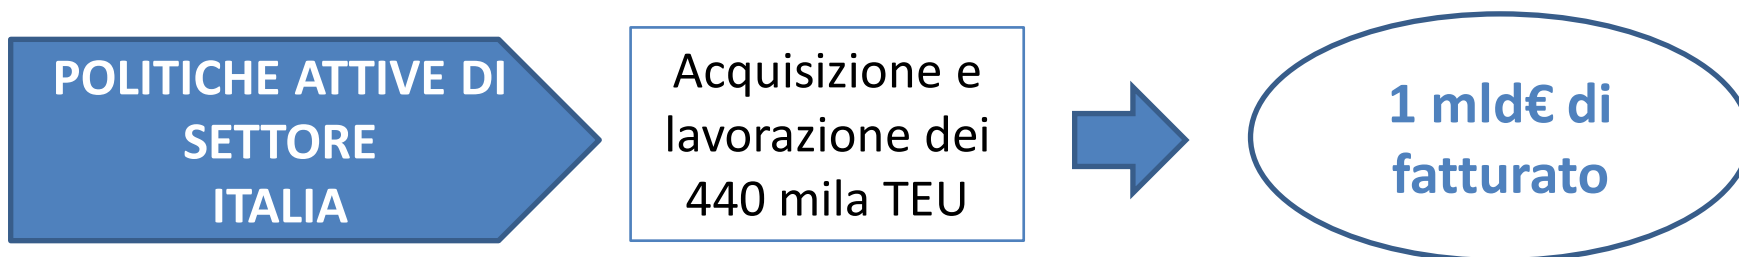 POLITICHE ATTIVE DI
SETTORE
ITALIA
Acquisizione e
lavorazione dei
440 mila TEU
1 mld€ di
fatturato